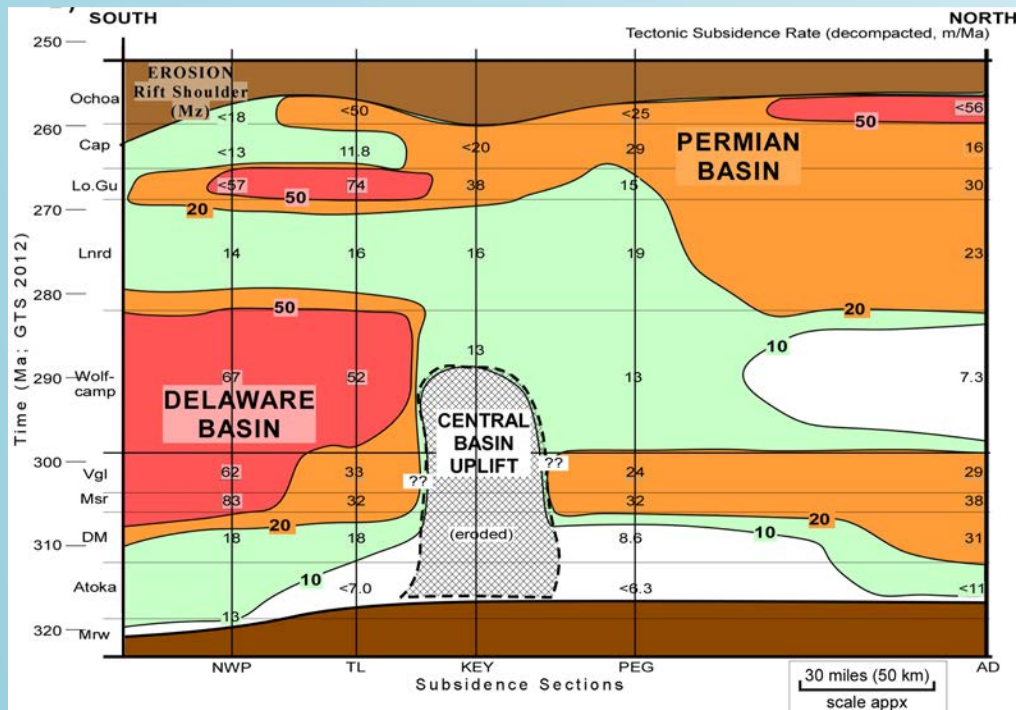 SOUTH
NORTH
Tectonic Subsidence Rate (decompacted, m/Ma)
250
EROSION
Rift Shoulder
(Mz)
Ochoa
<18
<50
<25
<56
260
50
Cap
<13
11.8
<20
29
PERMIAN
BASIN
16
Lo.Gu
<57
74
38
15
30
50
270
20
Lnrd
14
16
16
19
23
280
50
20
10
13
290
Wolf-
camp
67
52
13
7.3
DELAWARE
BASIN
CENTRAL
BASIN
UPLIFT
300
??
??
Vgl
62
33
24
29
Msr
83
32
32
38
20
20
DM
18
18
(eroded)
8.6
10
31
310
10
Atoka
<7.0
<6.3
<11
13
320
Mrw
Time (Ma; GTS 2012)
NWP
TL
KEY
PEG
AD
Subsidence Sections
30 miles (50 km)
scale appx